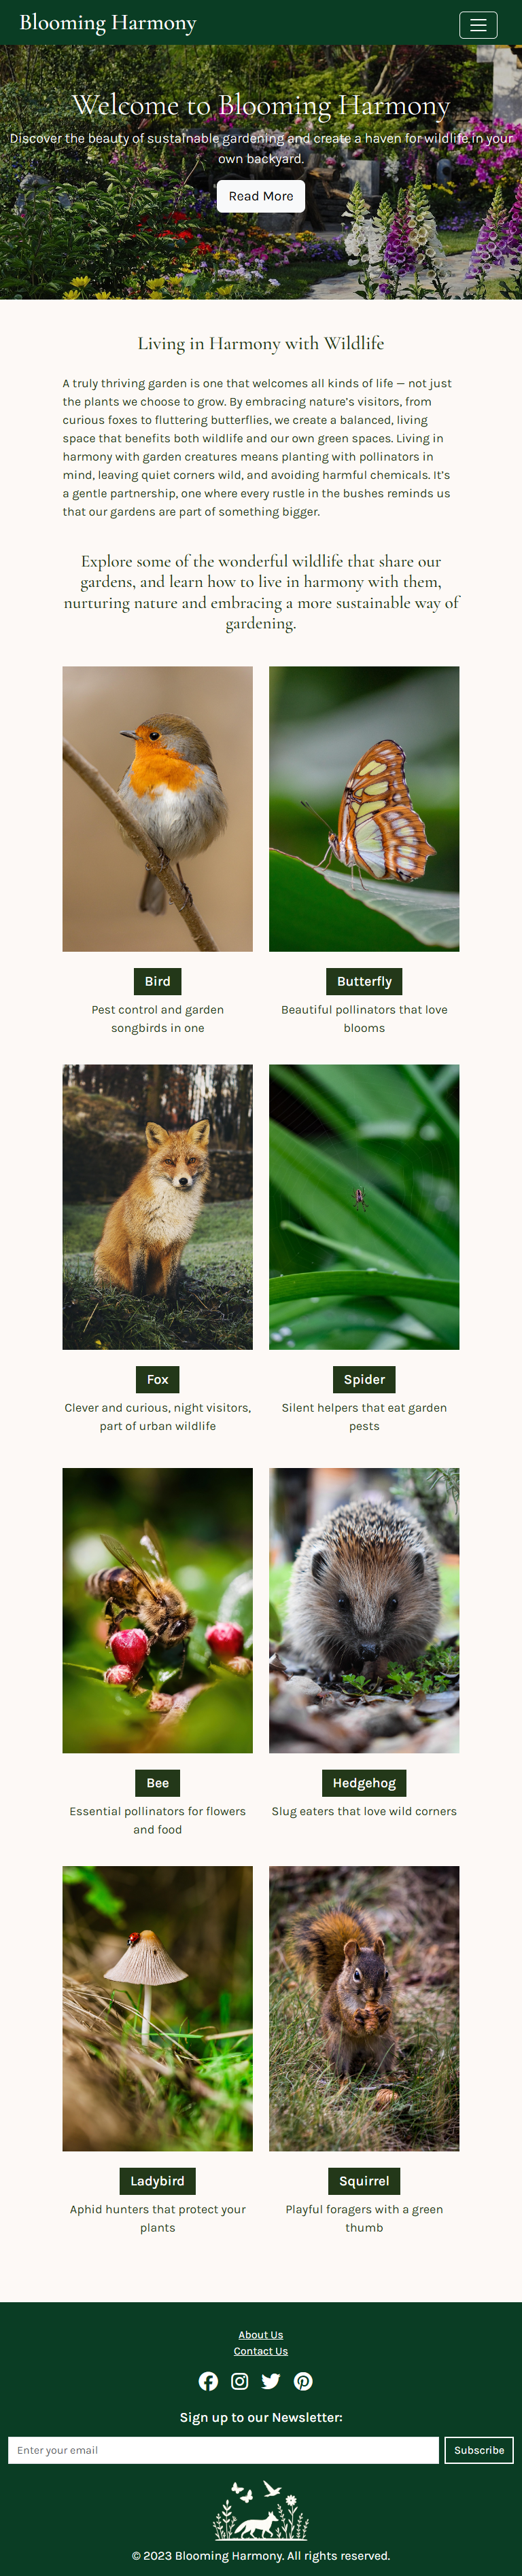 Blooming Harmony
Welcome to Blooming Harmony
Discover the beauty of sustainable gardening and create a haven for wildlife in your
own backyard.
Read More
Living in Harmony with Wildlife
A truly thriving garden is one that welcomes all kinds of life — not just
the plants we choose to grow. By embracing nature's visitors, from
curious foxes to fluttering butterflies, we create a balanced, living
space that benefits both wildlife and our own green spaces. Living in
harmony with garden creatures means planting with pollinators in
mind, leaving quiet corners wild, and avoiding harmful chemicals. It's
a gentle partnership, one where every rustle in the bushes reminds us
that our gardens are part of something bigger.
Explore some of the wonderful wildlife that share our
gardens, and learn how to live in harmony with them,
nurturing nature and embracing a more sustainable way of
gardening.
Bird
Pest control and garden
songbirds in one
Butterfly
Beautiful pollinators that love
blooms
Fox
Clever and curious, night visitors,
part of urban wildlife
Spider
Silent helpers that eat garden
pests
Bee
Essential pollinators for flowers
and food
Hedgehog
Slug eaters that love wild corners
Ladybird
Aphid hunters that protect your
plants
Squirrel
Playful foragers with a green
thumb
About Us
Contact Us
Sign up to our Newsletter:
Enter your email
Subscribe
© 2023 Blooming Harmony. All rights reserved.